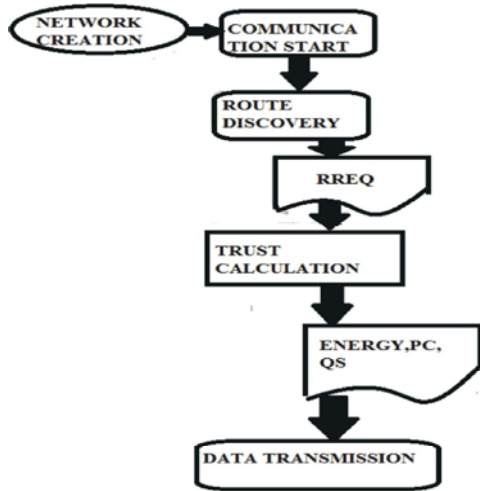 NETWORK
CREATION
COMMUNICA
TION START
ROUTE
DISCOVERY
RREQ
TRUST
CALCULATION
ENERGY,PC,
QS
DATA TRANSMISSION